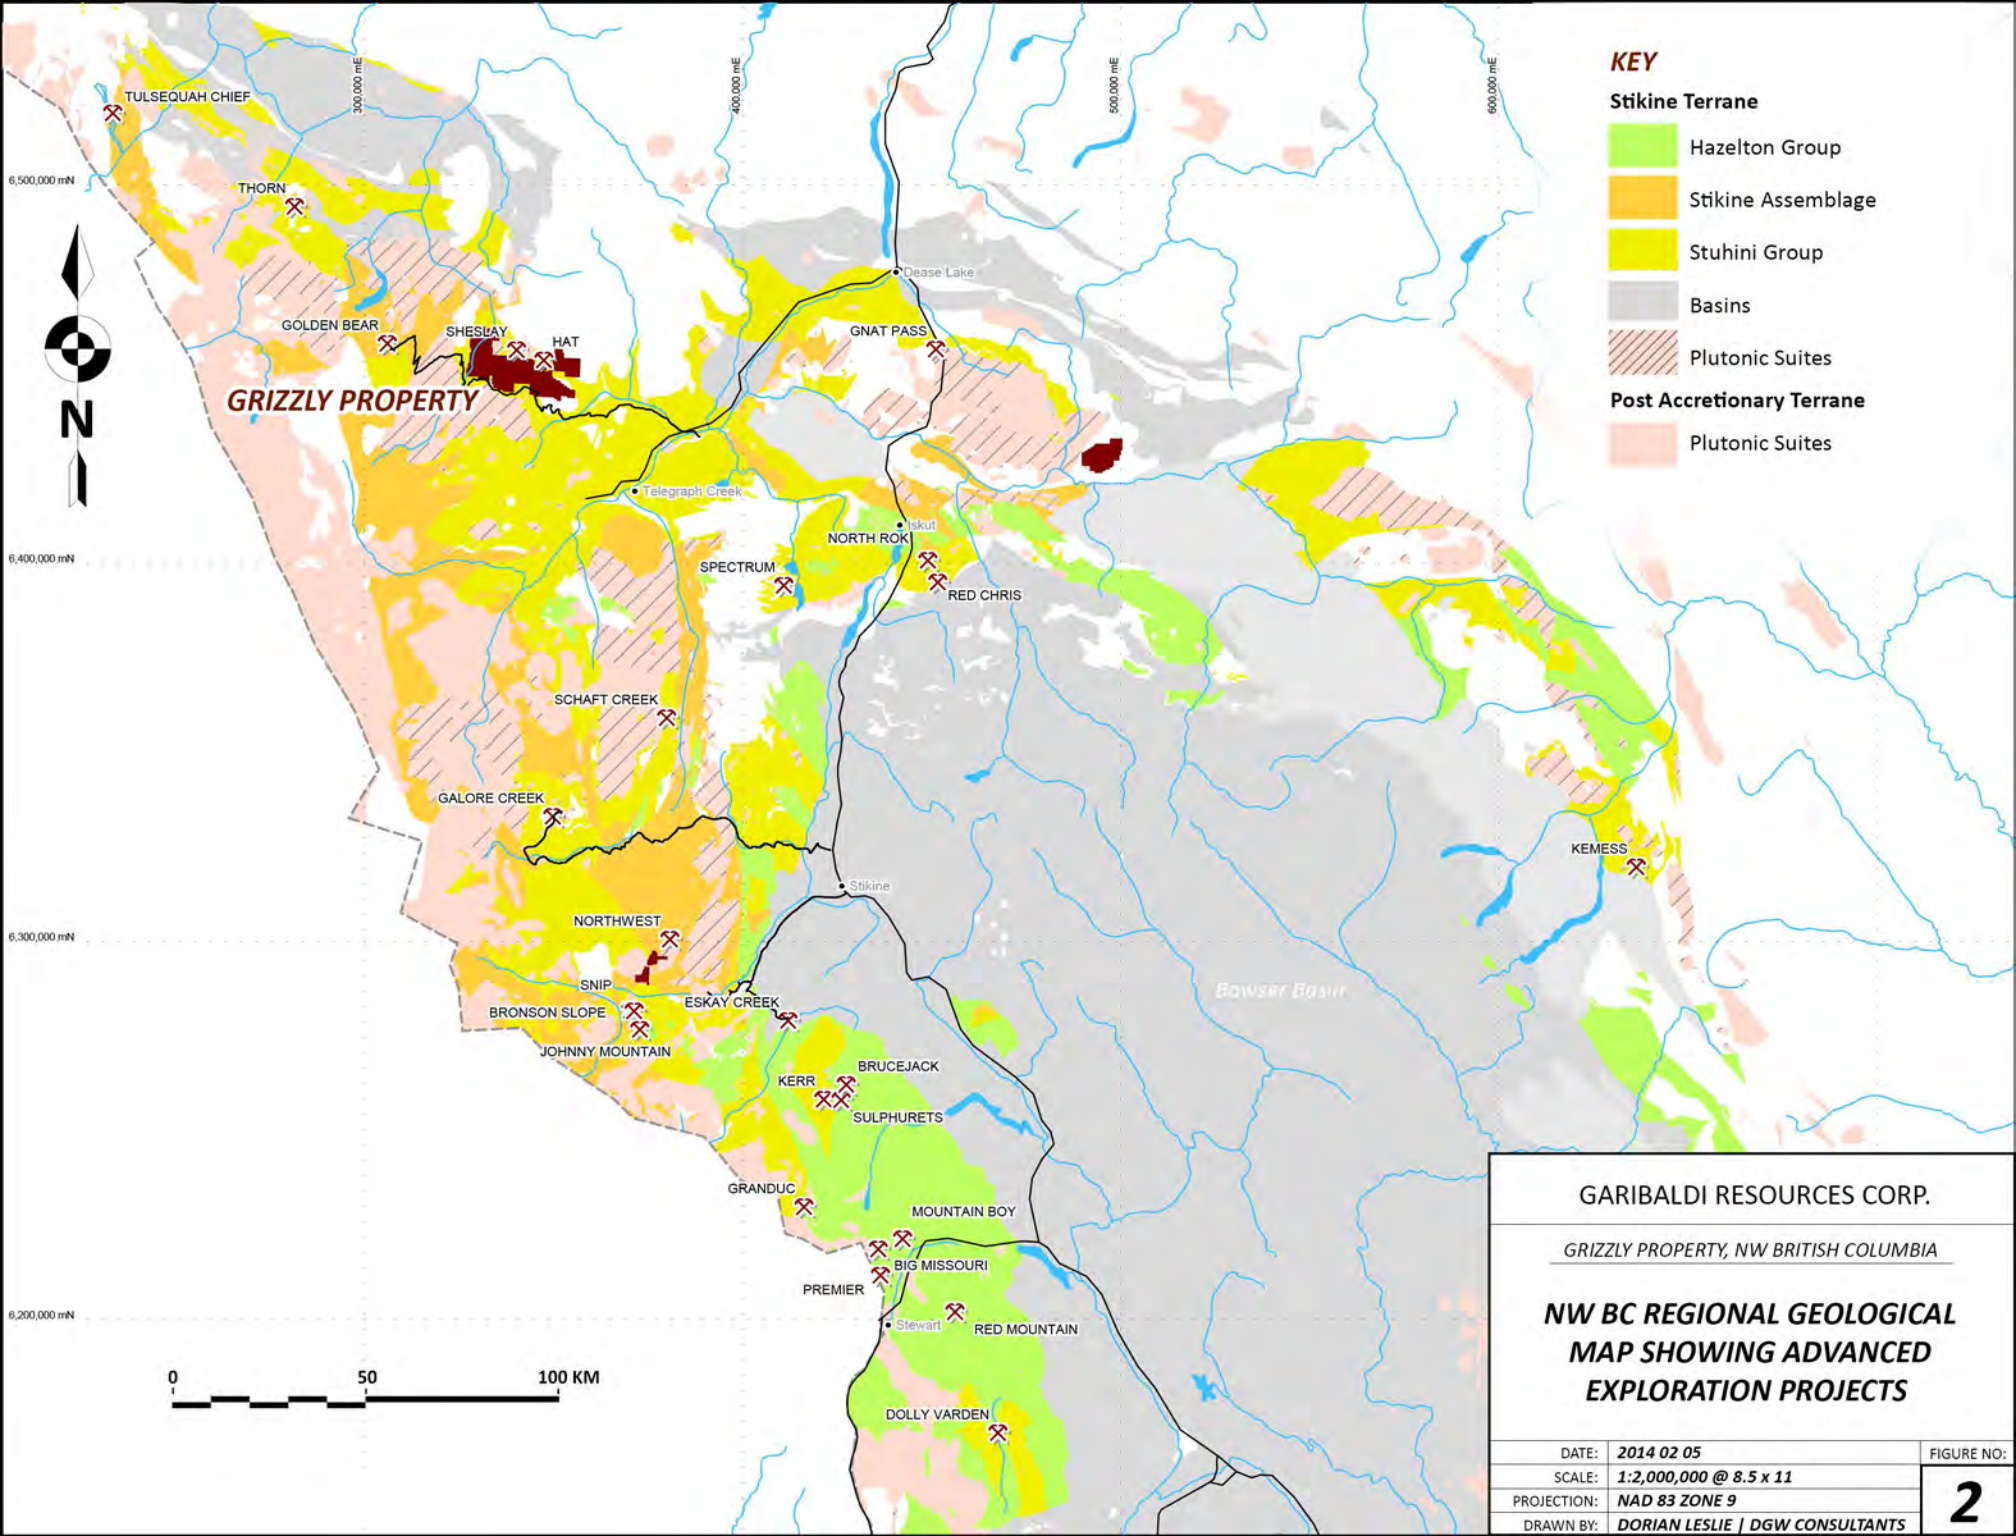 300,000 mE
400,000 mE
500,000 mE
600,000 mE
KEY
Stikine Terrane
Hazelton Group
Stikine Assemblage
Stuhini Group
Basins
Plutonic Suites
Post Accretionary Terrane
Plutonic Suites
TULSEQUAH CHIEF
6,500,000 mN
THORN
Dease Lake
GOLDEN BEAR
SHESLAY
HAT
GNAT PASS
GRIZZLY PROPERTY
N
Telegraph Creek
Iskut
NORTH ROK
6,400,000 mN
SPECTRUM
RED CHRIS
SCHAFT CREEK
GALORE CREEK
KEMESS
Stikine
NORTHWEST
6,300,000 mN
SNIP
Bowser Basin
ESKAY CREEK
BRONSON SLOPE
JOHNNY MOUNTAIN
BRUCEJACK
KERR
SULPHURETS
GRANDUC
MOUNTAIN BOY
BIG MISSOURI
PREMIER
6,200,000 mN
Stewart
RED MOUNTAIN
0 50 100 KM
DOLLY VARDEN
GARIBALDI RESOURCES CORP.
GRIZZLY PROPERTY, NW BRITISH COLUMBIA
NW BC REGIONAL GEOLOGICAL
MAP SHOWING ADVANCED
EXPLORATION PROJECTS
DATE: 2014 02 05
SCALE: 1:2,000,000 @ 8.5 x 11
PROJECTION: NAD 83 ZONE 9
DRAWN BY: DORIAN LESLIE | DGW CONSULTANTS
FIGURE NO:
2